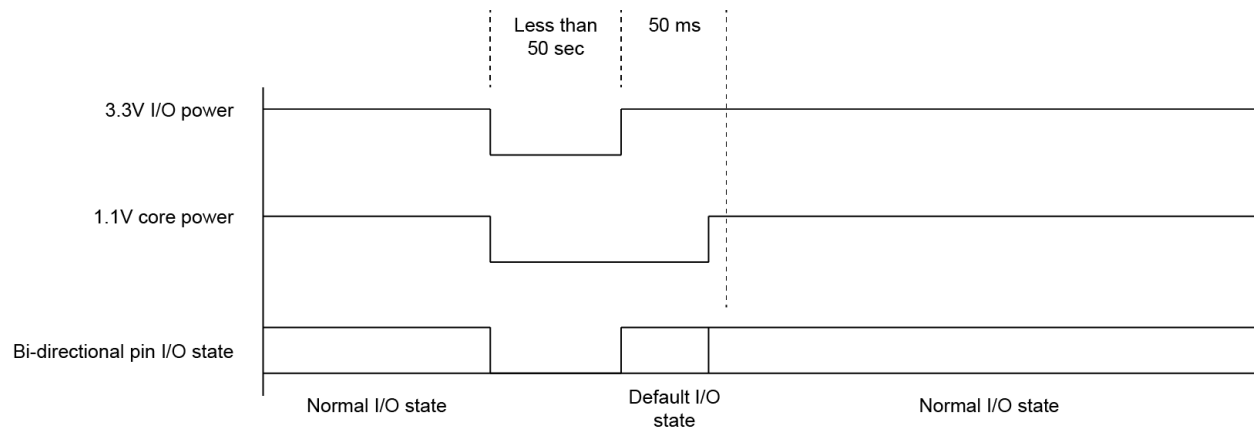 Less than
50 sec
50 ms
3.3V I/O power
1.1V core power
Bi-directional pin I/O state
Normal I/O state
Default I/O
state
Normal I/O state